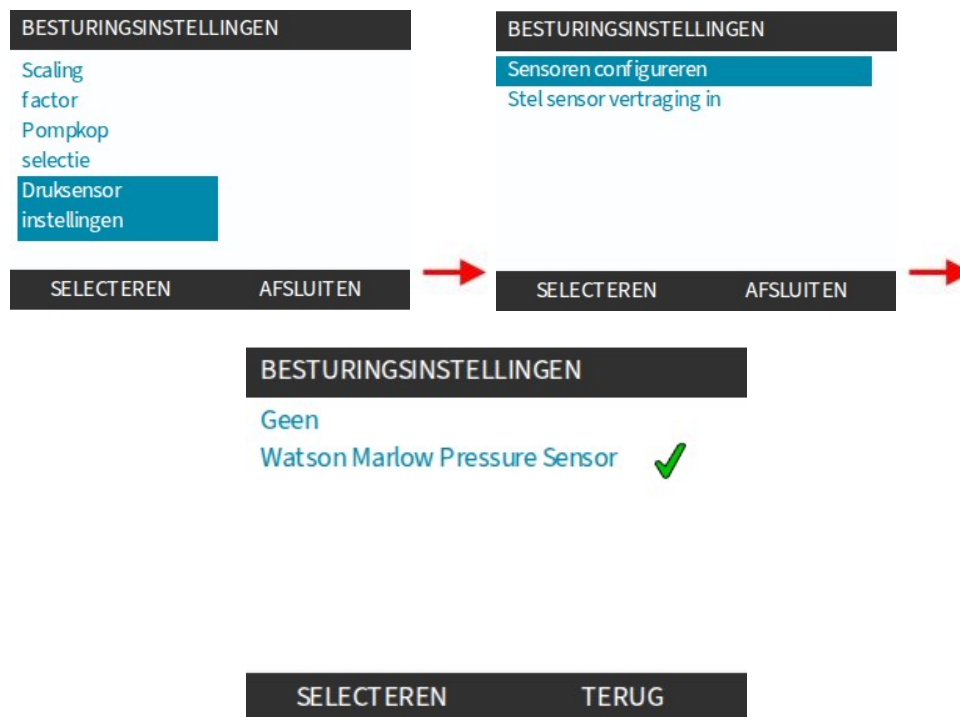 BESTURINGSINSTELLINGEN
Scaling
factor
Pompkop
selectie
Druksensor
instellingen
SELECTEREN AFSLUITEN
BESTURINGSINSTELLINGEN
Sensoren configureren
Stel sensor vertraging in
SELECTEREN AFSLUITEN
BESTURINGSINSTELLINGEN
Geen
Watson Marlow Pressure Sensor
SELECTEREN TERUG